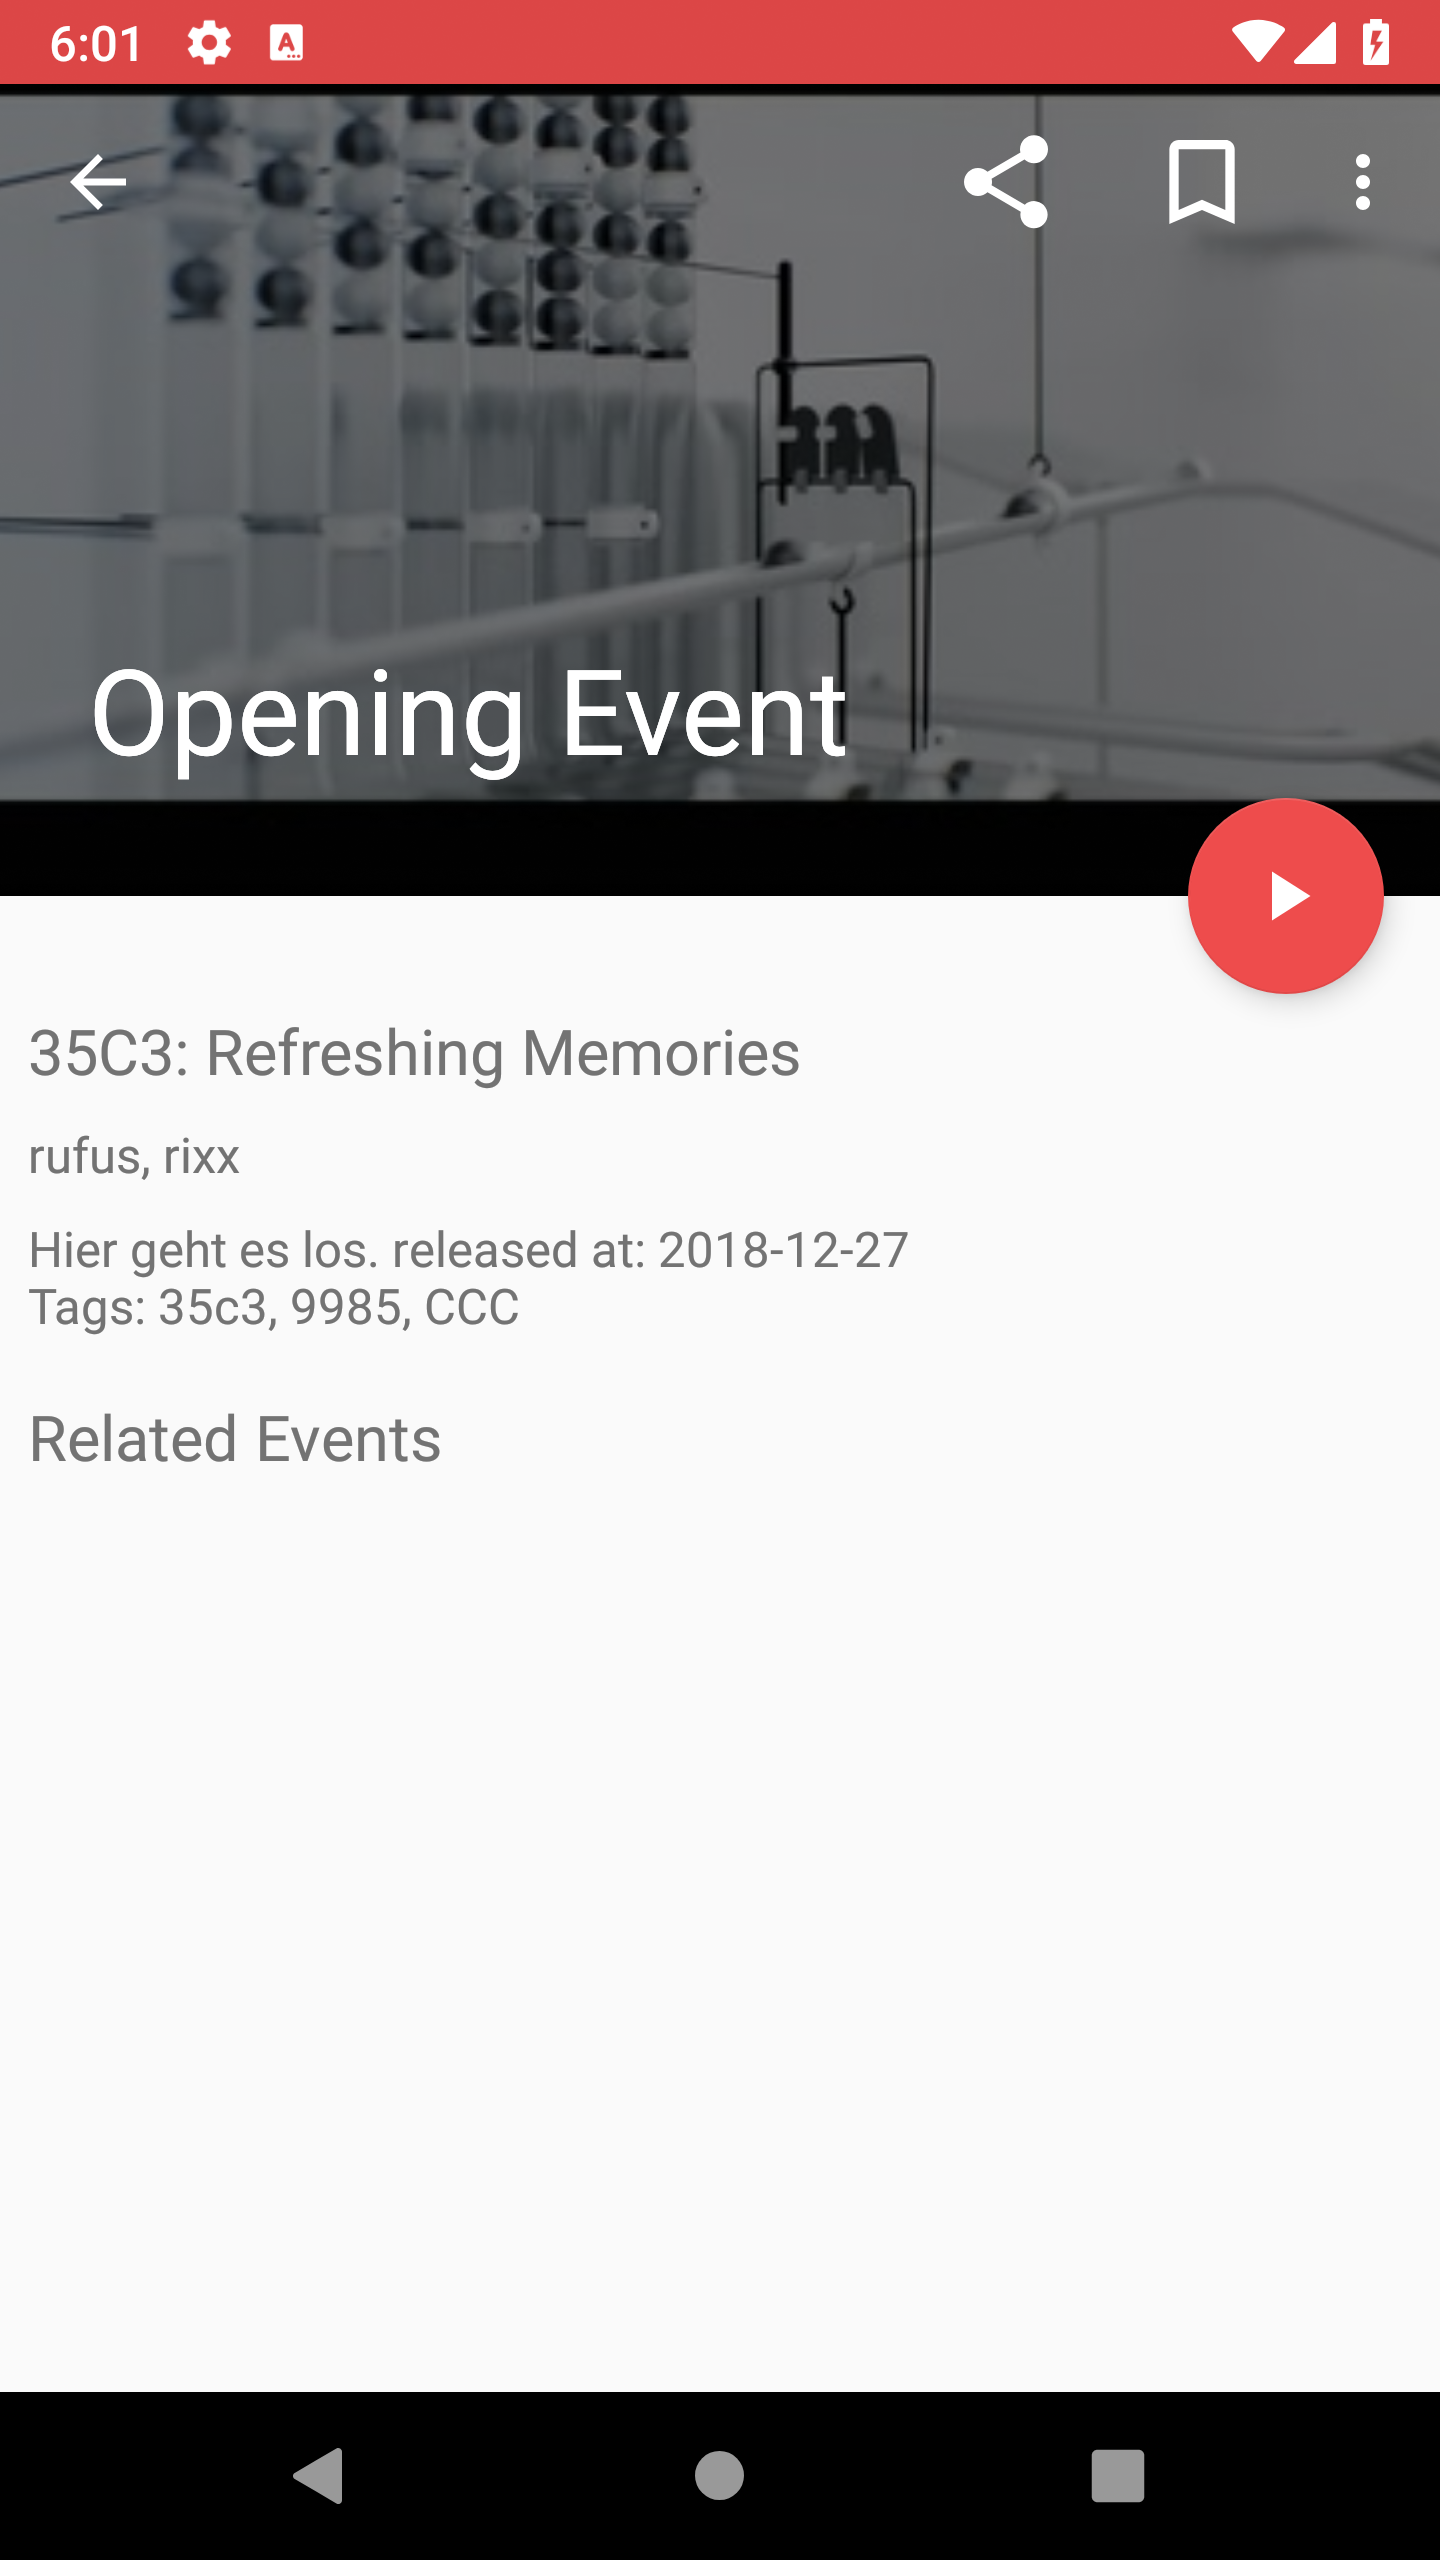 6:01
Opening Event
35C3: Refreshing Memories
rufus, rixx
Hier geht es los. released at: 2018-12-27
Tags: 35c3, 9985, CCC
Related Events